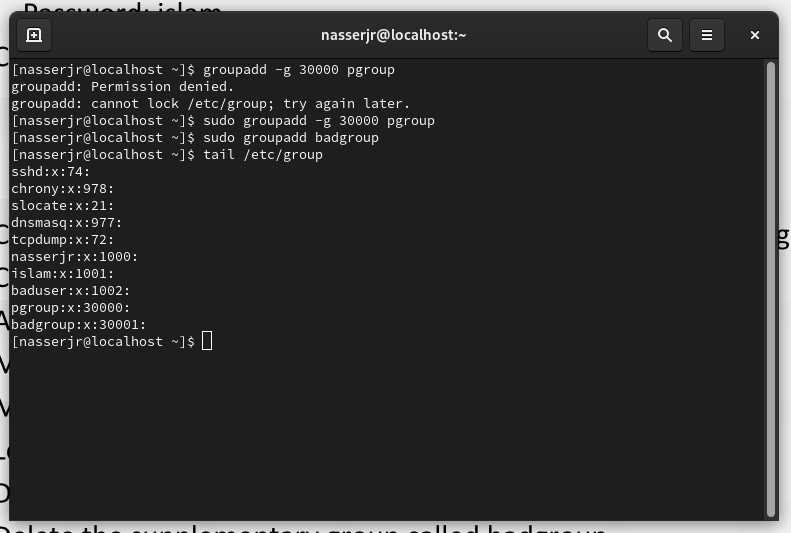 Password: islam
nasserjr@localhost:~
[nasserjr@localhost ~]$ groupadd -g 30000 pgroup
groupadd: Permission denied.
groupadd: cannot lock /etc/group; try again later.
[nasserjr@localhost ~]$ sudo groupadd -g 30000 pgroup
[nasserjr@localhost ~]$ sudo groupadd badgroup
[nasserjr@localhost ~]$ tail /etc/group
sshd:x:74:
chrony:x:978:
slocate:x:21:
dnsmasq:x:977:
tcpdump:x:72:
nasserjr:x:1000:
islam:x:1001:
baduser:x:1002:
pgroup:x:30000:
badgroup:x:30001:
[nasserjr@localhost ~]$
Delete the supplementary group called badgroup